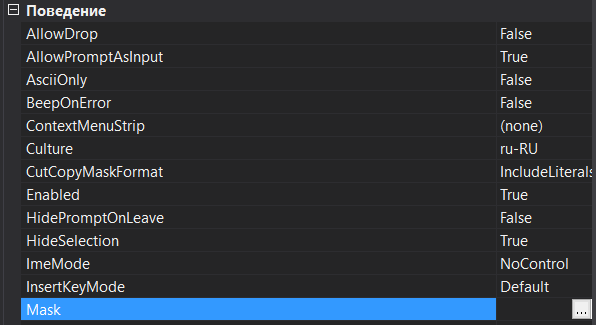 Поведение
AllowDrop False
AllowPromptAsInput True
AsciiOnly False
BeepOnError False
ContextMenuStrip (none)
Culture ru-RU
CutCopyMaskFormat IncludeLiterals
Enabled True
HidePromptOnLeave False
HideSelection True
ImeMode NoControl
InsertKeyMode Default
Mask ...